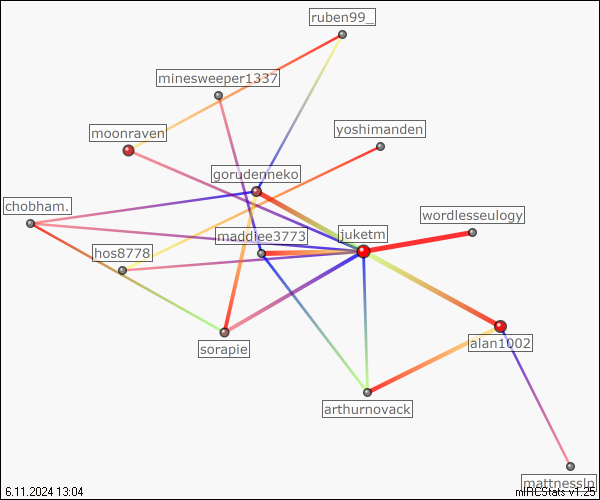 ruben99_
minesweeper1337
moonraven
yoshimanden
gorudenneko
chobham.
wordlesseulogy
juketm
maddiee3773
hos8778
alan1002
sorapie
arthurnovack
mattnesslp
6.11.2024 13:04
mIRCStats v1.25